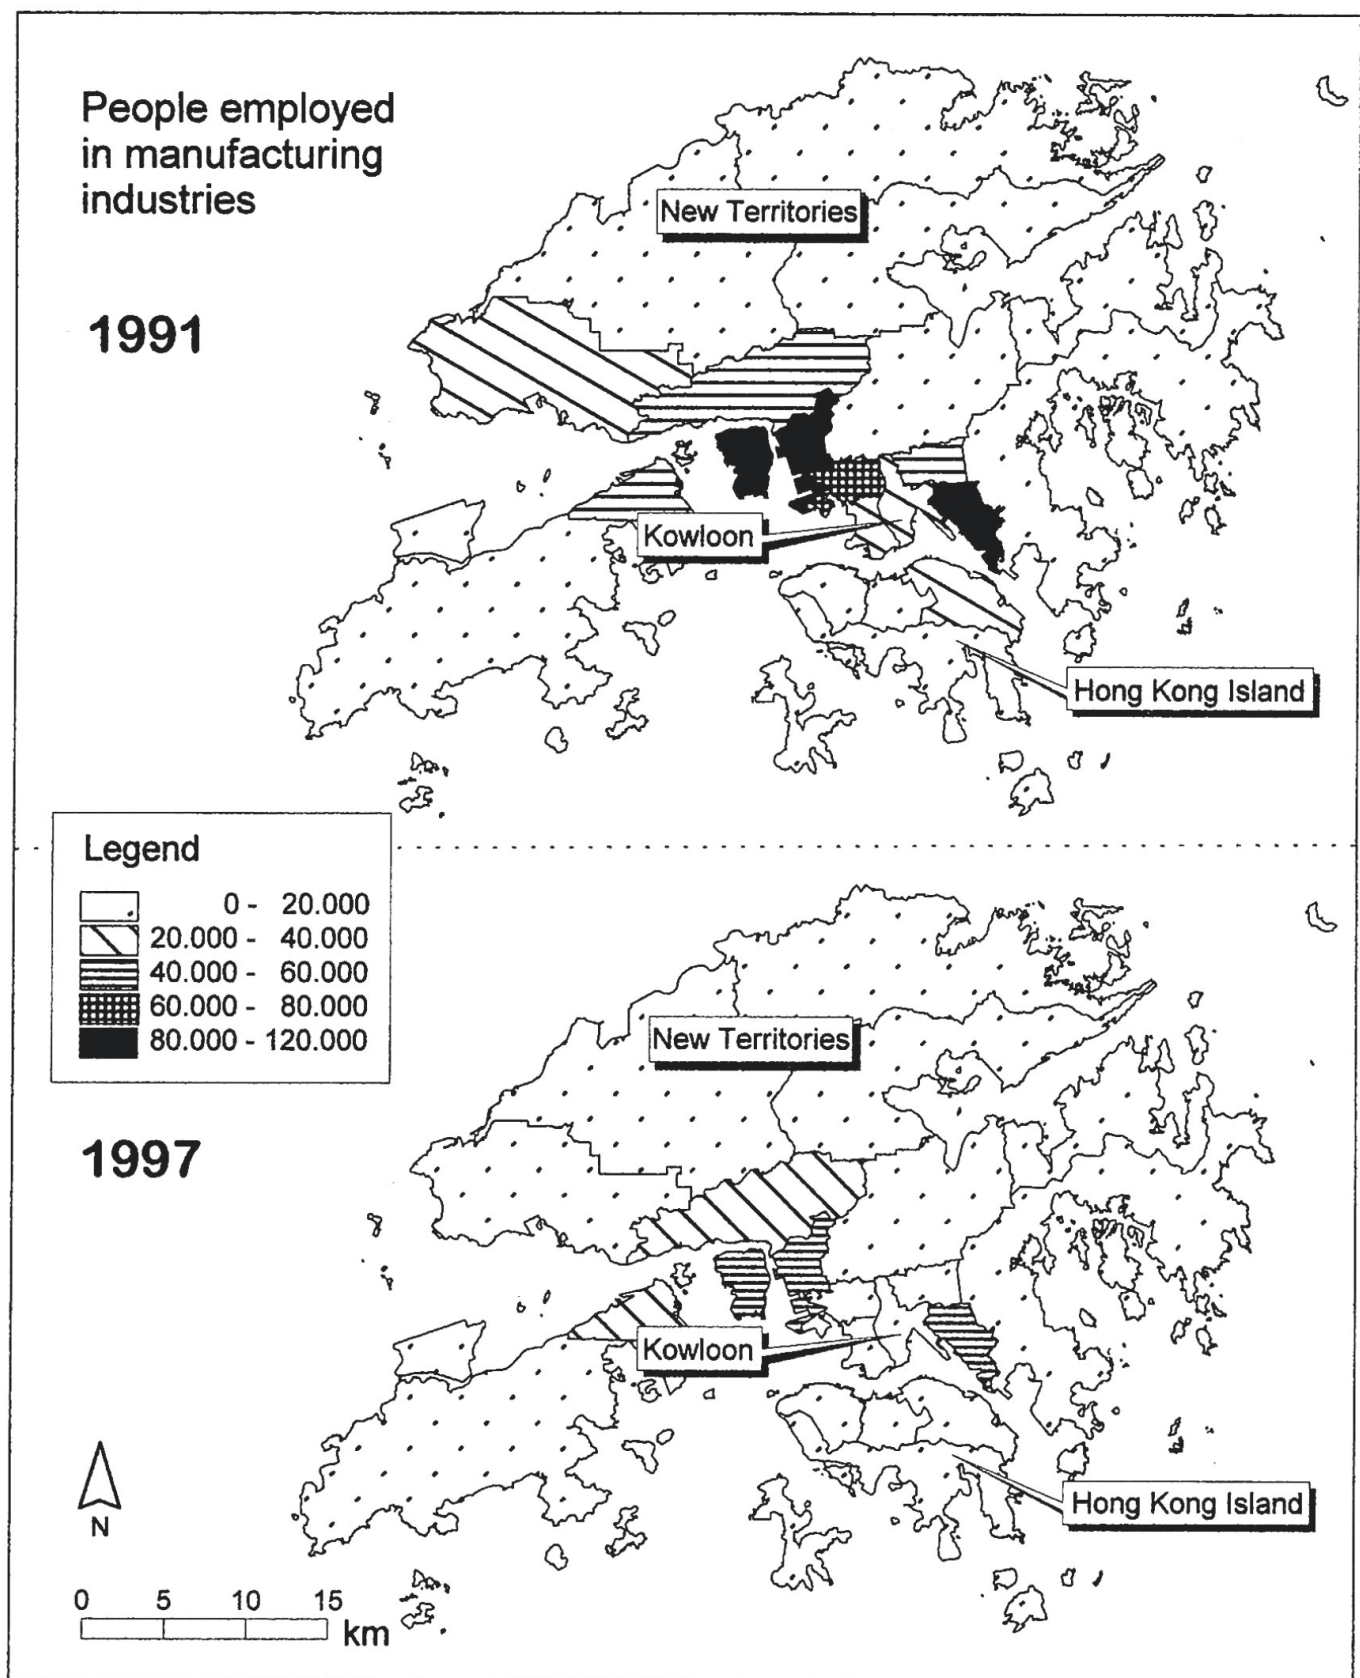 People employed
in manufacturing
industries
New Territories
1991
Kowloon
Hong Kong Island
Legend
0 - 20.000
20.000 - 40.000
40.000 - 60.000
60.000 - 80.000
80.000 - 120.000
New Territories
1997
Kowloon
Hong Kong Island
N
0 5 10 15
km